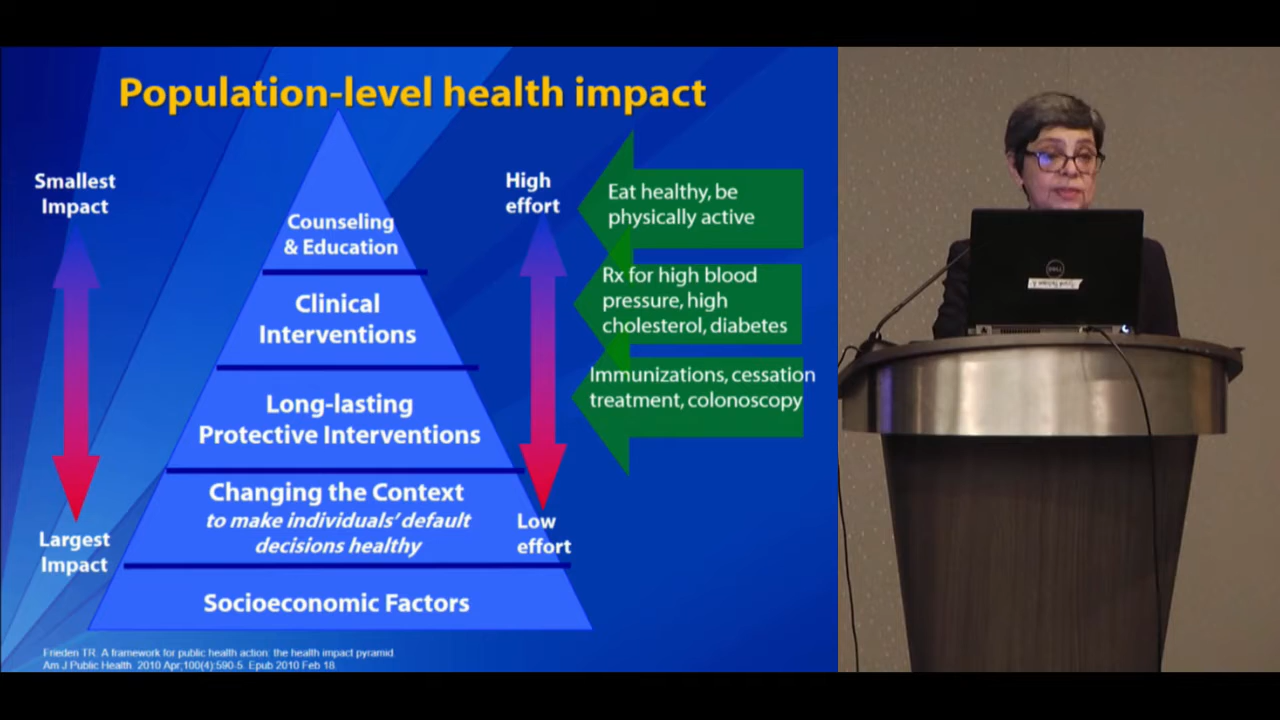 Population-level health impact
Smallest
Impact
High
effort
Eat healthy, be
physically active
Counseling
& Education
Rx for high blood
pressure, high
cholesterol, diabetes
Clinical
Interventions
Immunizations, cessation
treatment, colonoscopy
Long-lasting
Protective Interventions
Changing the Context
to make individuals' default
decisions healthy
Low
effort
Largest
Impact
Socioeconomic Factors
Frieden TR. A framework for public health action: the health impact pyramid.
Am J Public Health. 2010 Apr;100(4):590-5. Epub 2010 Feb 18.
DELL